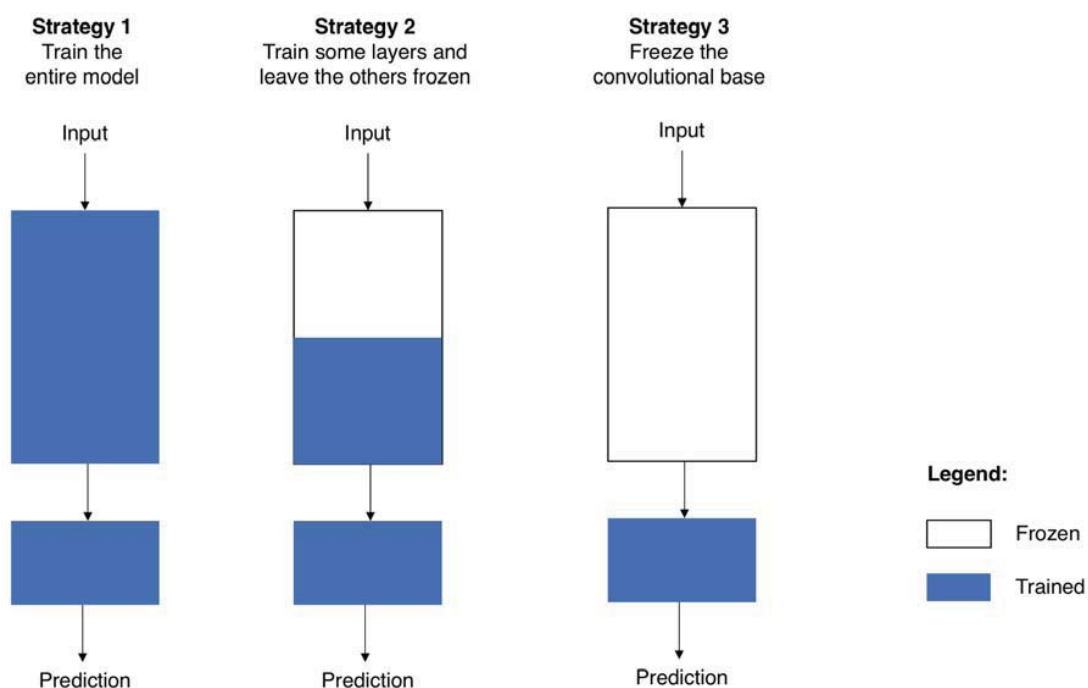 Strategy 1
Train the
entire model
Strategy 2
Train some layers and
leave the others frozen
Strategy 3
Freeze the
convolutional base
Input
Input
Input
Legend:
Frozen
Trained
Prediction
Prediction
Prediction